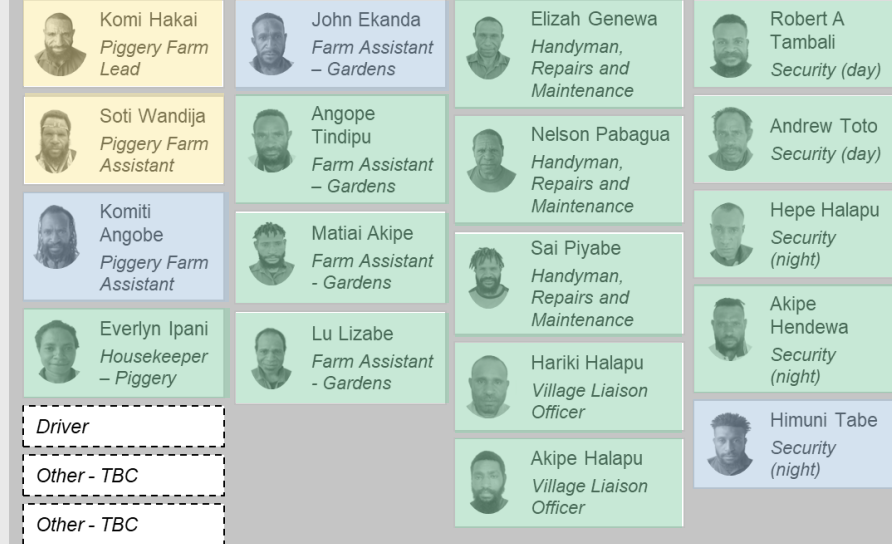 Komi Hakai
Piggery Farm
Lead
Soti Wandija
Piggery Farm
Assistant
Komiti
Angobe
Piggery Farm
Assistant
Everlyn Ipani
Housekeeper
– Piggery
Driver
Other - TBC
Other - TBC
John Ekanda
Farm Assistant
– Gardens
Angope
Tindipu
Farm Assistant
– Gardens
Matiai Akipe
Farm Assistant
- Gardens
Lu Lizabe
Farm Assistant
- Gardens
Elizah Genewa
Handyman,
Repairs and
Maintenance
Nelson Pabagua
Handyman,
Repairs and
Maintenance
Sai Piyabe
Handyman,
Repairs and
Maintenance
Hariki Halapu
Village Liaison
Officer
Akipe Halapu
Village Liaison
Officer
Robert A
Tambali
Security (day)
Andrew Toto
Security (day)
Hepe Halapu
Security
(night)
Akipe
Hendewa
Security
(night)
Himuni Tabe
Security
(night)